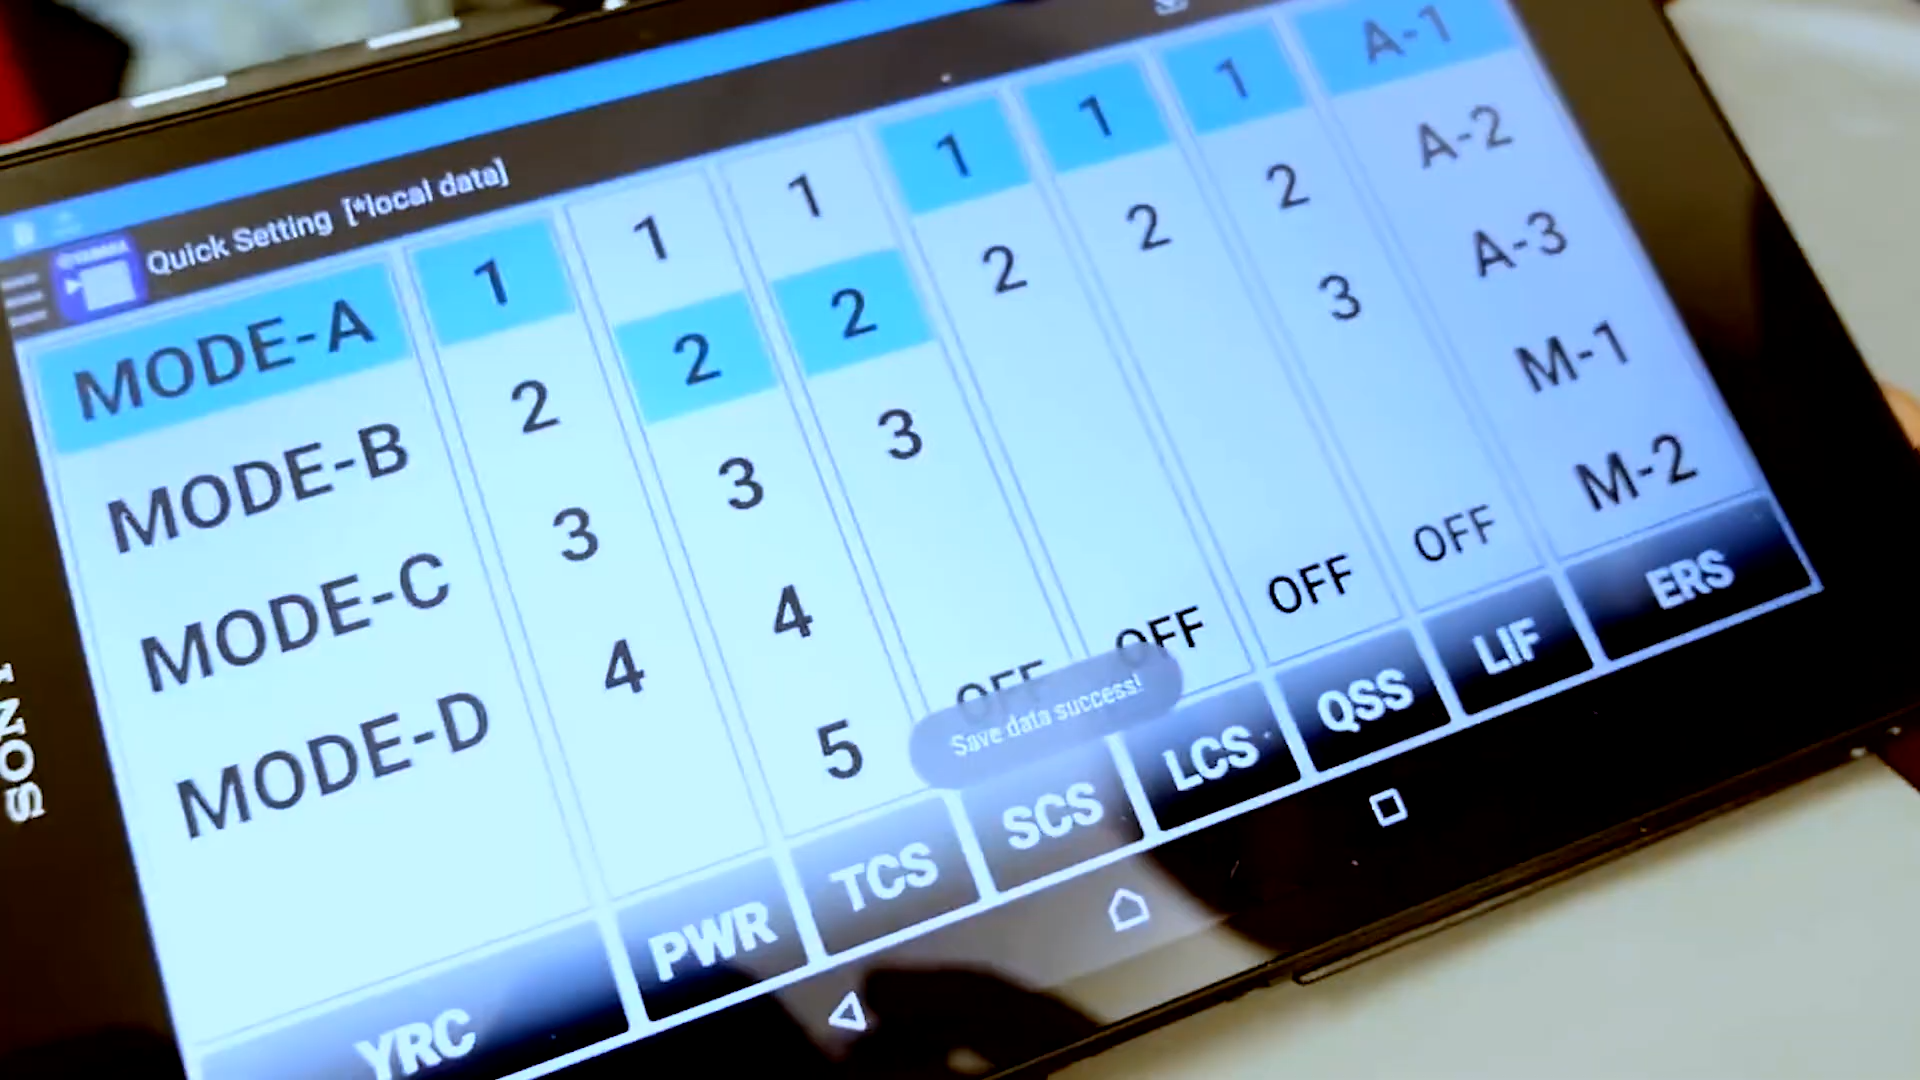 Quick Setting [*local data]
MODE-A 1 1 1 1 1 1 A-1
MODE-B 2 2 2 2 2 2 A-2
MODE-C 3 3 3 3 A-3
MODE-D 4 4 M-1
5 OFF OFF OFF OFF M-2
Save data success!
YRC PWR TCS SCS LCS QSS LIF ERS
SONY